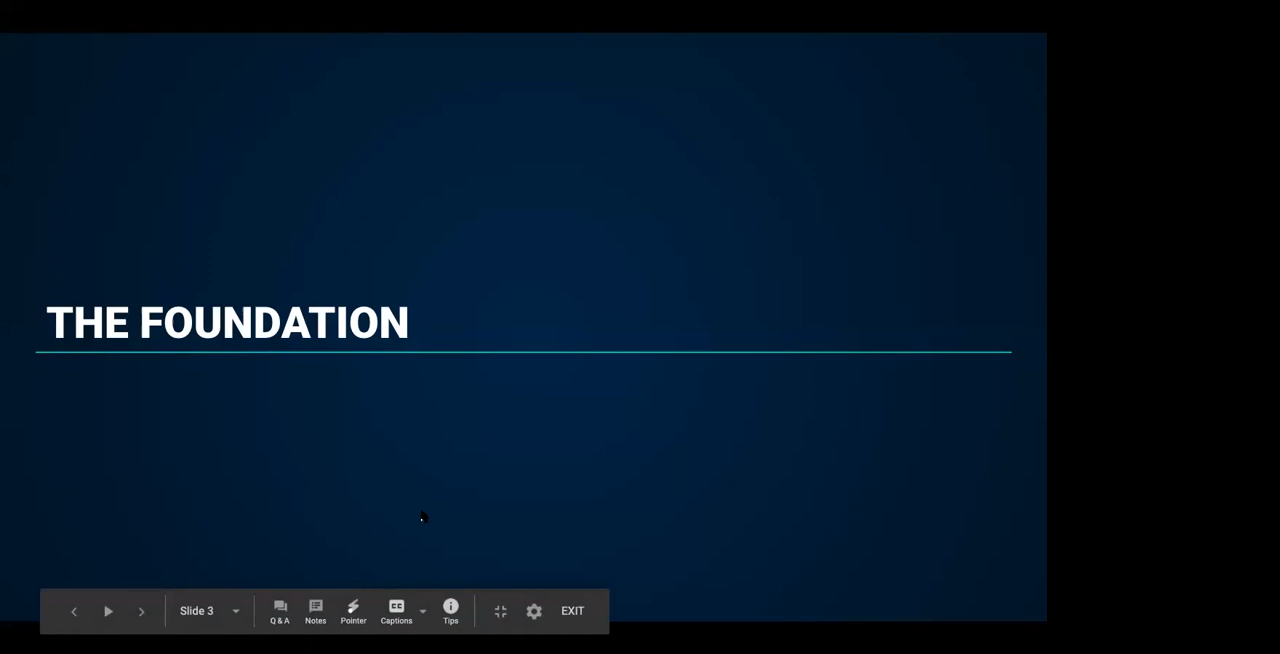 THE FOUNDATION
Slide 3
Q & A
Notes
Pointer
CC
Captions
Tips
EXIT